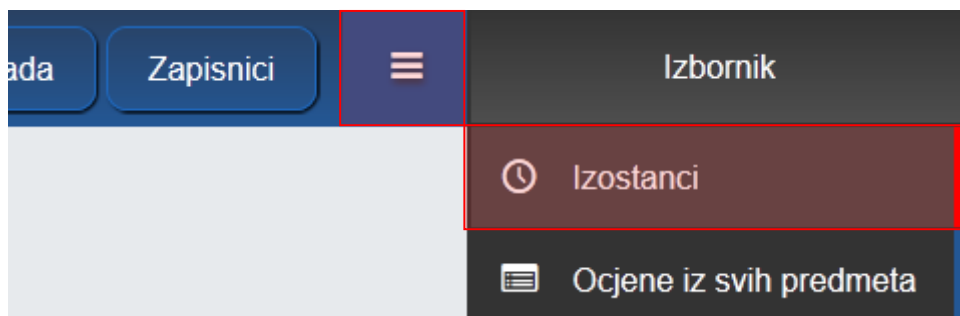 ada
Zapisnici
Izbornik
Izostanci
Ocjene iz svih predmeta